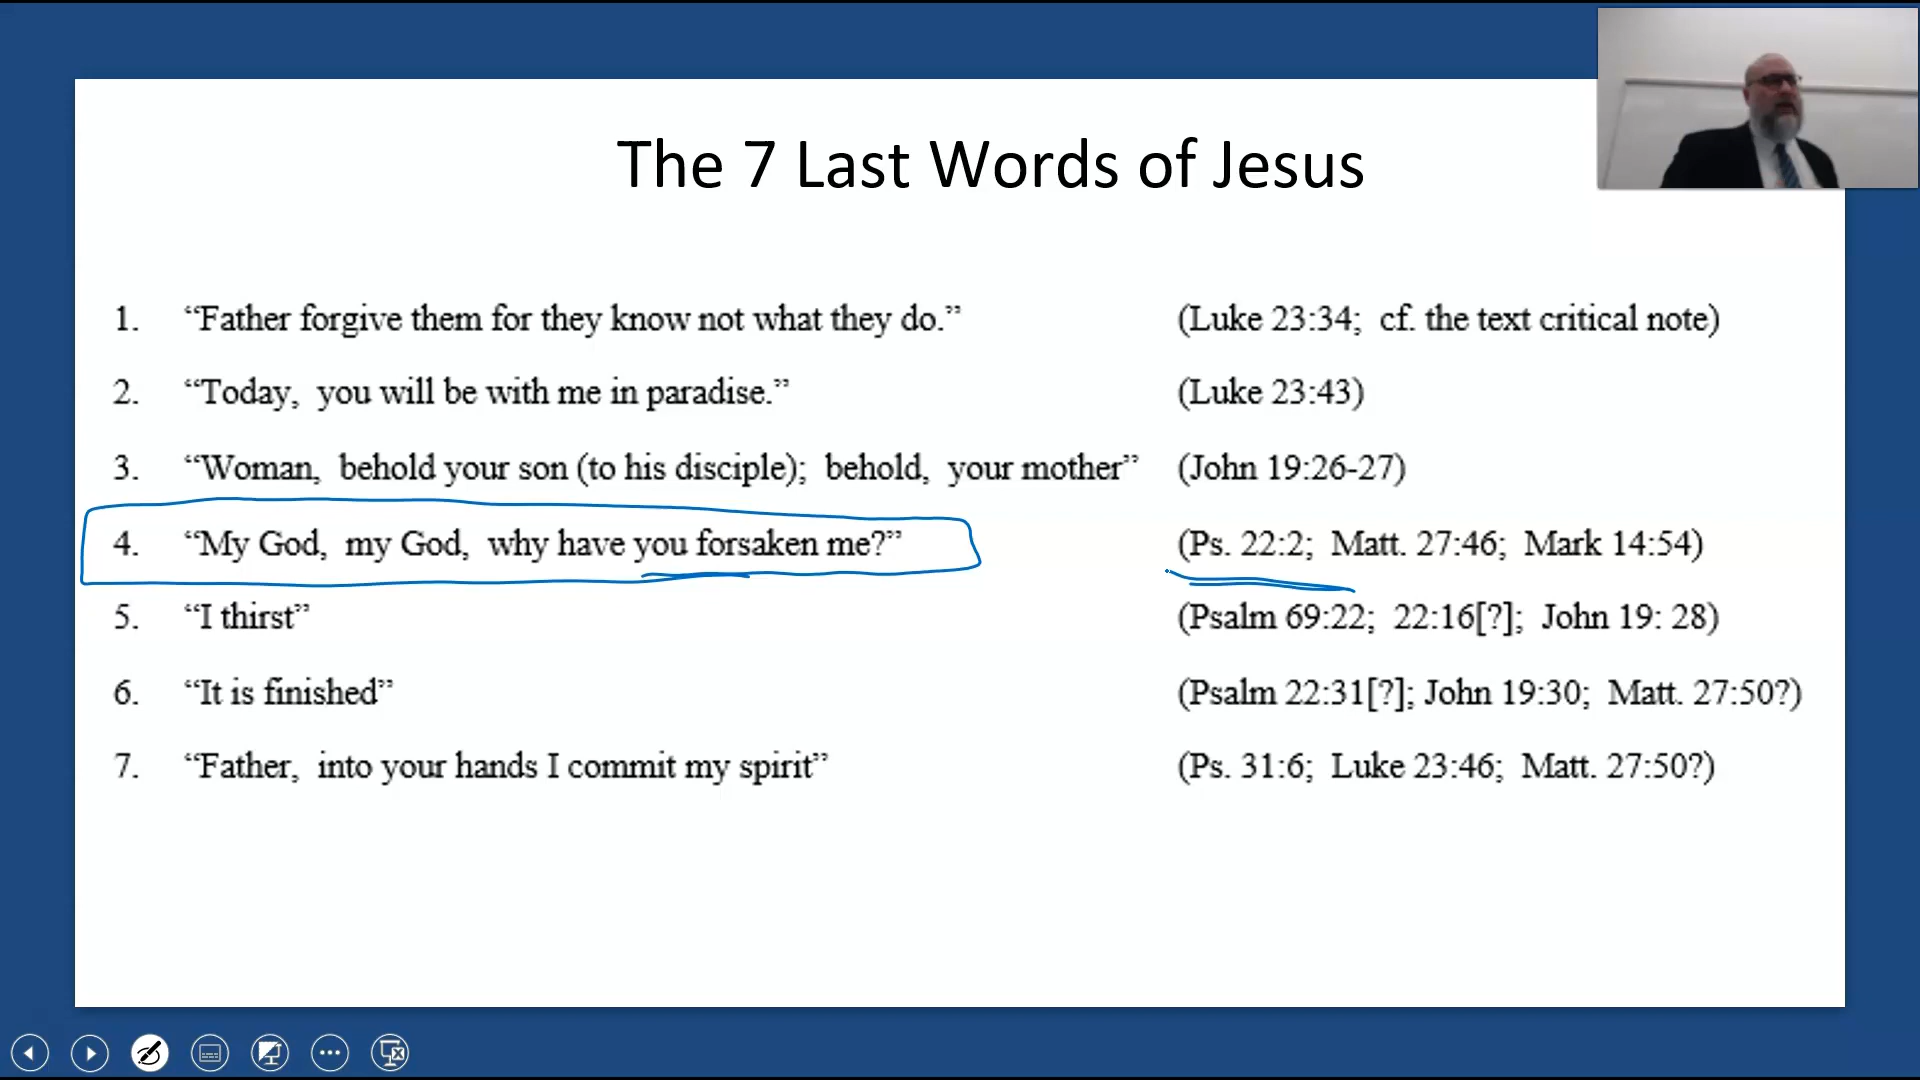 The 7 Last Words of Jesus
1. “Father forgive them for they know not what they do.” (Luke 23:34; cf. the text critical note)
2. “Today, you will be with me in paradise.” (Luke 23:43)
3. “Woman, behold your son (to his disciple); behold, your mother” (John 19:26-27)
4. “My God, my God, why have you forsaken me?” (Ps. 22:2; Matt. 27:46; Mark 14:54)
5. “I thirst” (Psalm 69:22; 22:16[?]; John 19: 28)
6. “It is finished” (Psalm 22:31[?]; John 19:30; Matt. 27:50?)
7. “Father, into your hands I commit my spirit” (Ps. 31:6; Luke 23:46; Matt. 27:50?)